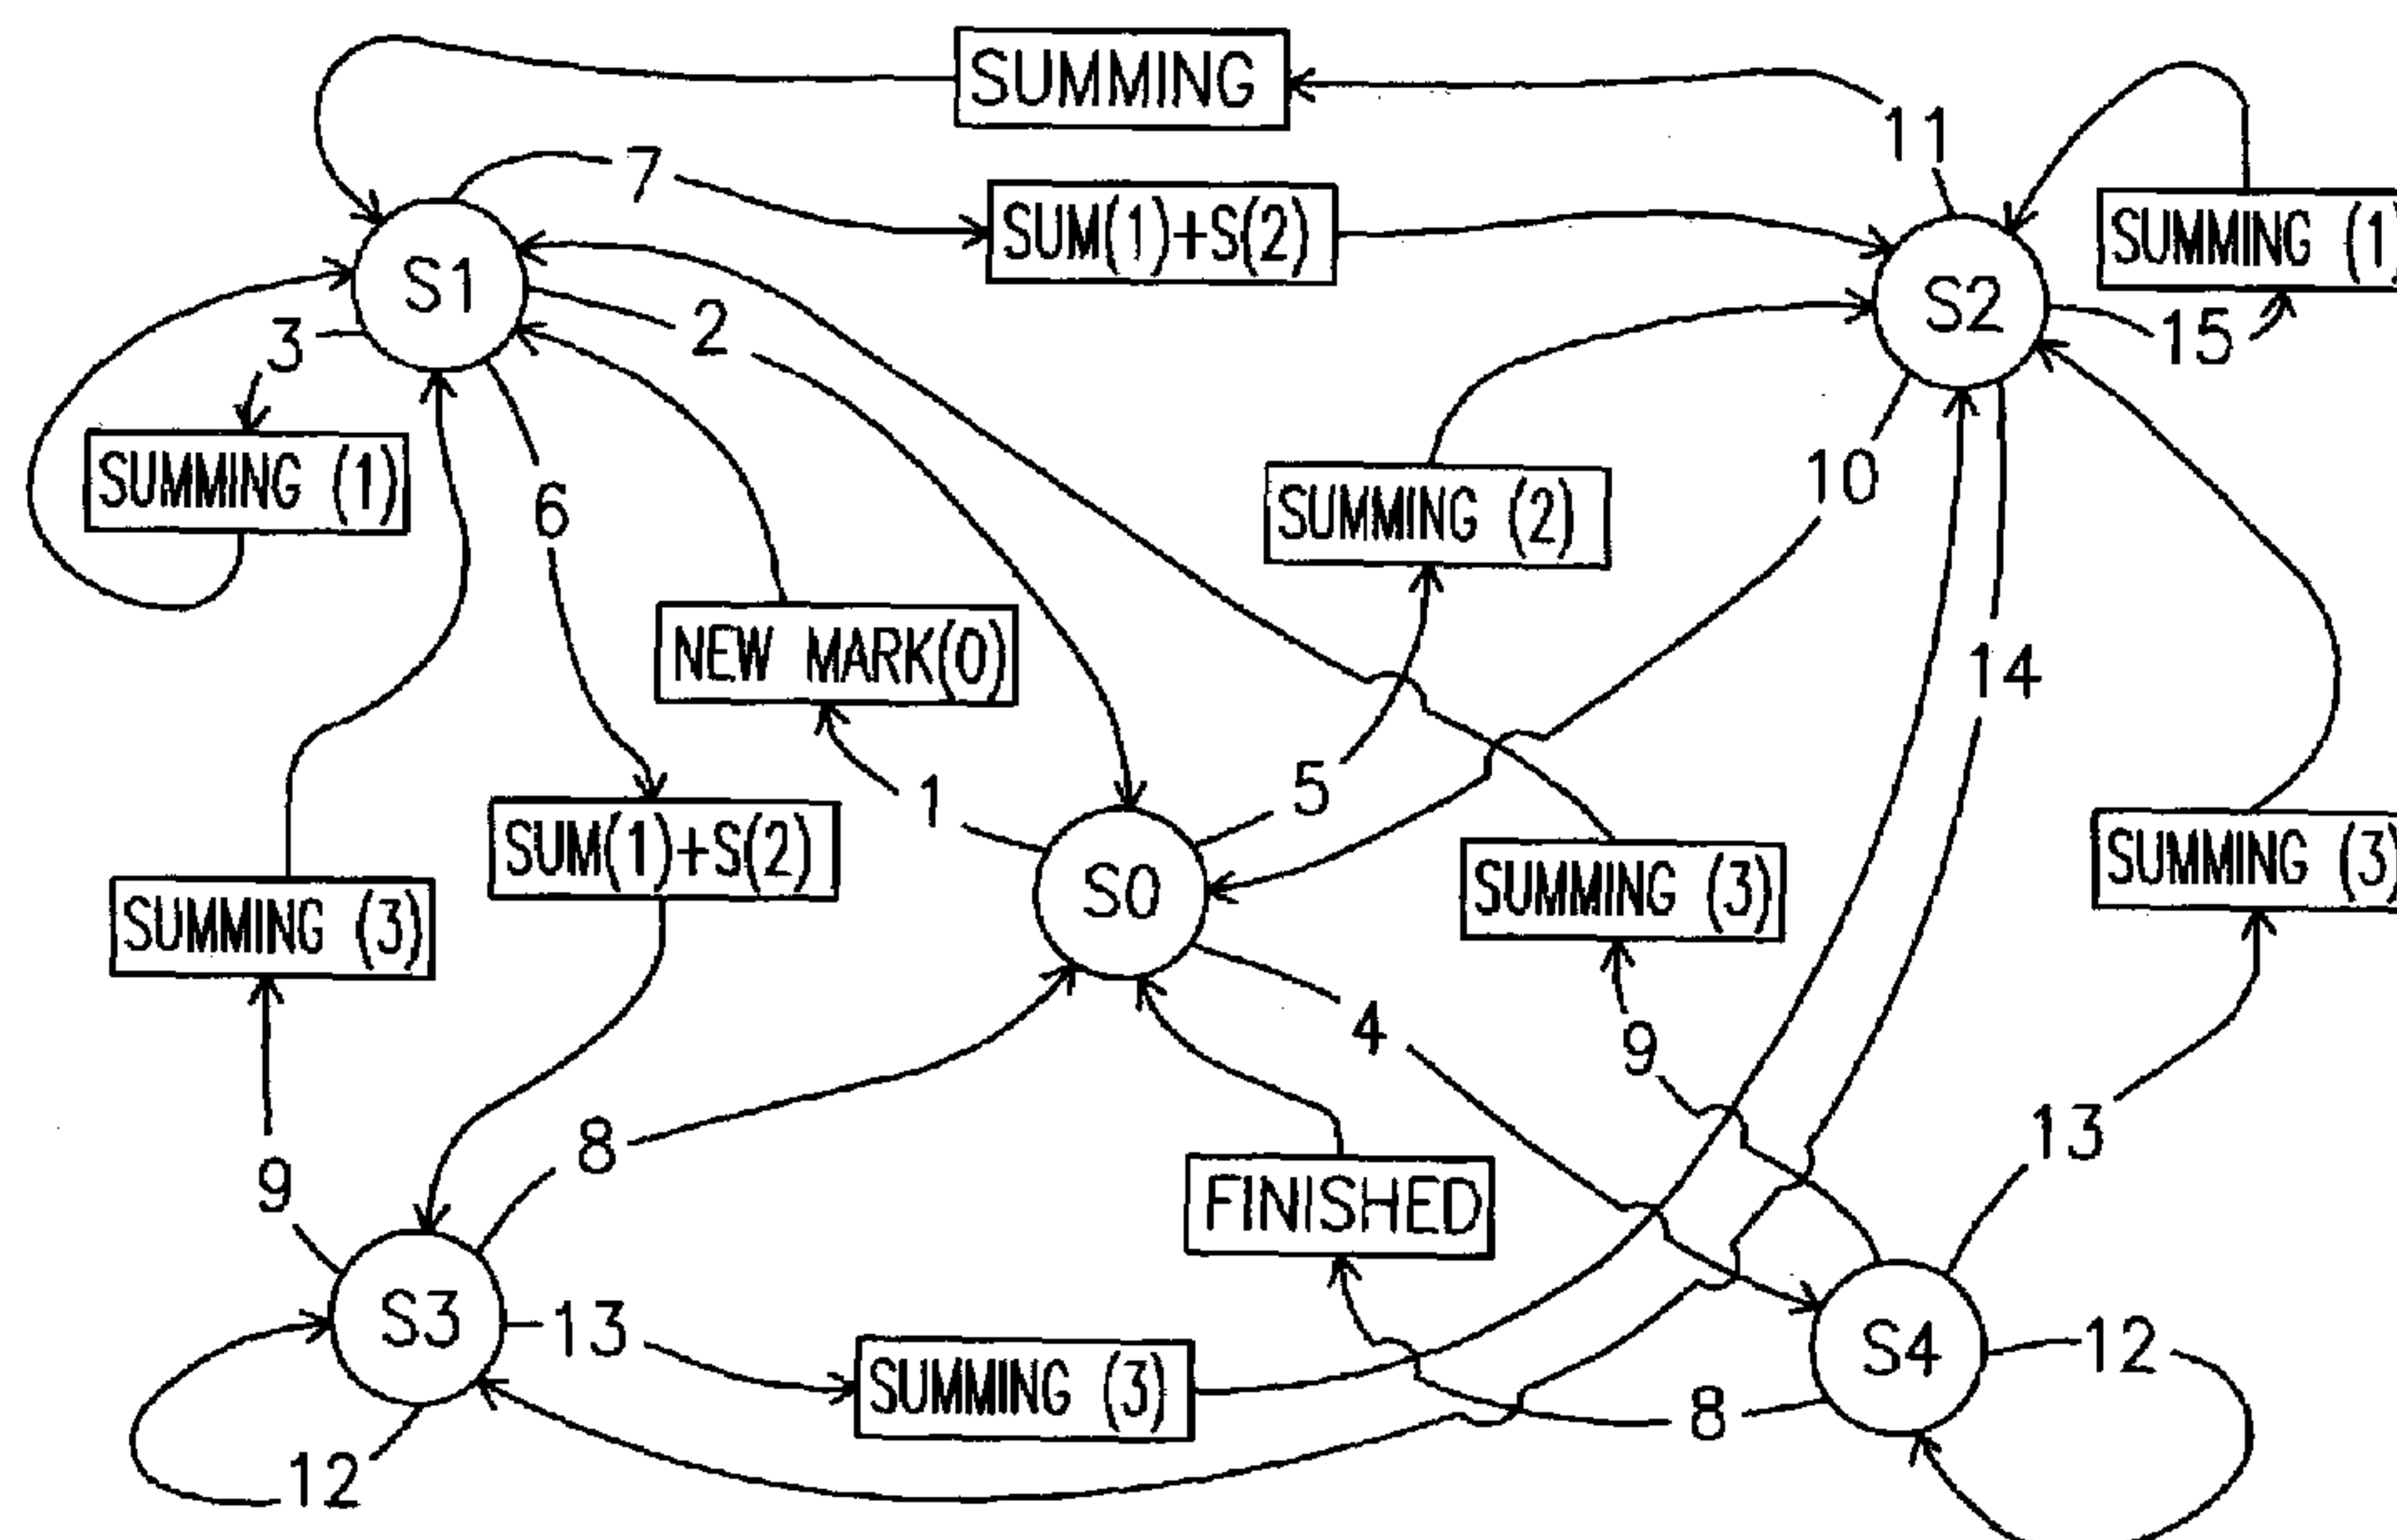 SUMMING
11
7
SUM(1)+S(2)
SUMMING (1)
S1
2
S2
15
3
SUMMING (1)
6
SUMMING (2)
10
NEW MARK(0)
14
1
5
SUM(1)+S(2)
SUMMING (3)
S0
SUMMING (3)
SUMMING (3)
4
9
8
13
9
FINISHED
S3
13
SUMMING (3)
S4
12
8
12